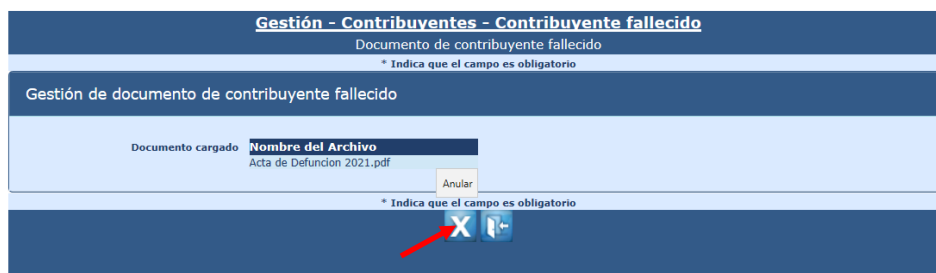 Gestión - Contribuyentes - Contribuyente fallecido
Documento de contribuyente fallecido
* Indica que el campo es obligatorio
Gestión de documento de contribuyente fallecido
Documento cargado Nombre del Archivo
Acta de Defuncion 2021.pdf
Anular
* Indica que el campo es obligatorio
X